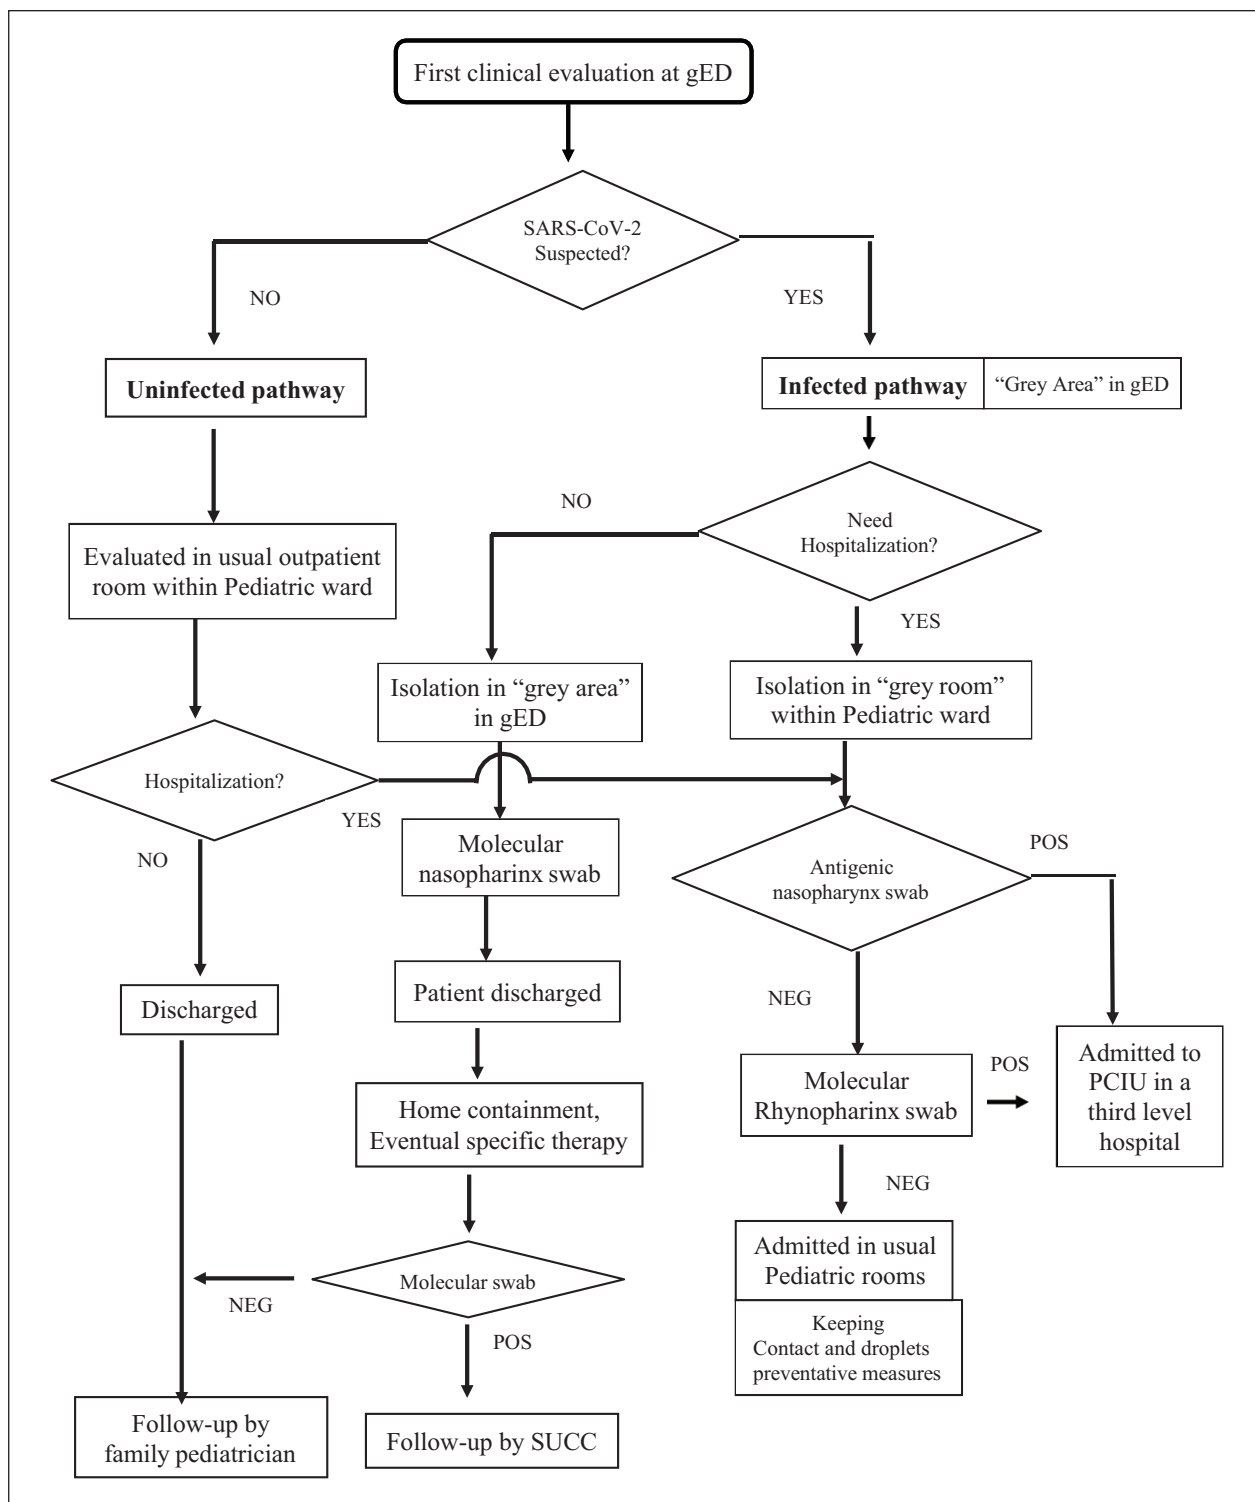 First clinical evaluation at gED
SARS-CoV-2
Suspected?
NO
YES
Uninfected pathway
Infected pathway
“Grey Area” in gED
NO
Need
Hospitalization?
Evaluated in usual outpatient
room within Pediatric ward
YES
Isolation in “grey area”
in gED
Isolation in “grey room”
within Pediatric ward
Hospitalization?
YES
NO
Molecular
nasopharinx swab
POS
Antigenic
nasopharynx swab
Patient discharged
NEG
Discharged
Admitted to
PCIU in a
third level
hospital
POS
Molecular
Rhynopharinx swab
Home containment,
Eventual specific therapy
NEG
Admitted in usual
Pediatric rooms
Molecular swab
NEG
Keeping
Contact and droplets
preventative measures
POS
Follow-up by
family pediatrician
Follow-up by SUCC